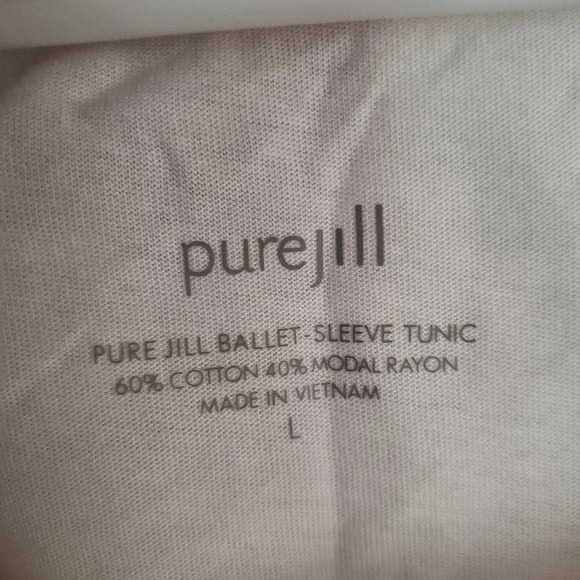 purejill
PURE JILL BALLET-SLEEVE TUNIC
60% COTTON 40% MODAL RAYON
MADE IN VIETNAM
L